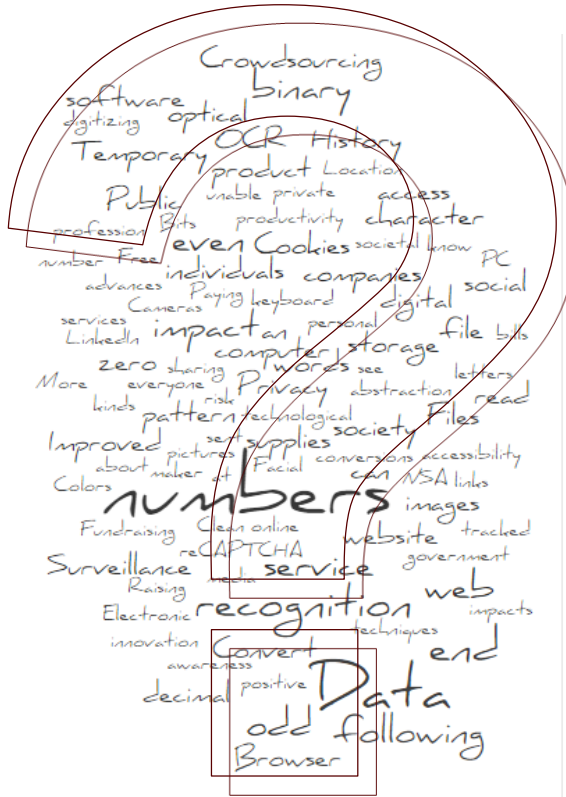 Crowdsourcing
binary
software
optical
digitizing
OCR History
Temporary
product Location
Public unable private access
profession Bits productivity character
even Cookies societal know
number Free PC
individuals companies social
advances Paying keyboard digital
Cameras
services impact an personal file bills
LinkedIn
computer storage
zero sharing words see letters
More everyone Privacy abstraction read
kinds risk
pattern technological Files
Improved sent supplies society
pictures Facial conversions accessibility
about maker at can NSA links
Colors
numbers images
Fundraising Clean online website tracked
reCAPTCHA government
Surveillance media service
Raising web
Electronic recognition impacts
techniques
innovation Convert end
awareness
decimal positive Data
odd following
Browser